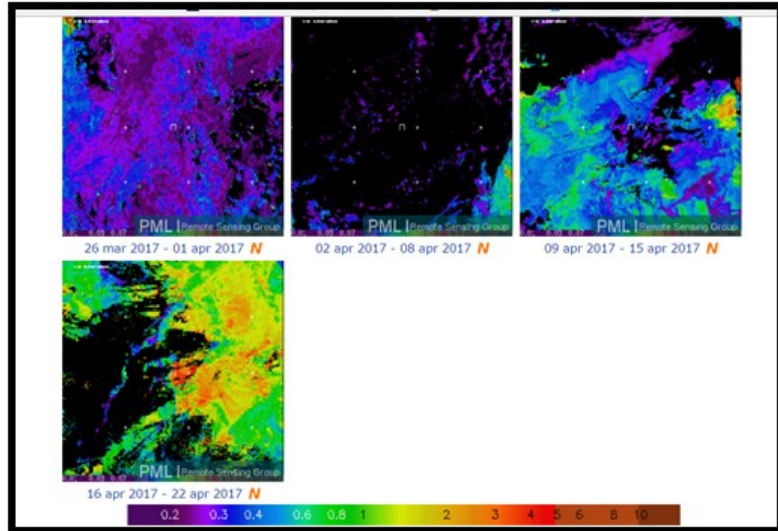 PML | Remote Sensing Group
PML | Remote Sensing Group
PML | Remote Sensing Group
26 mar 2017 - 01 apr 2017 N
02 apr 2017 - 08 apr 2017 N
09 apr 2017 - 15 apr 2017 N
PML | Remote Sensing Group
16 apr 2017 - 22 apr 2017 N
0.2 0.3 0.4 0.6 0.8 1 2 3 4 5 6 8 10